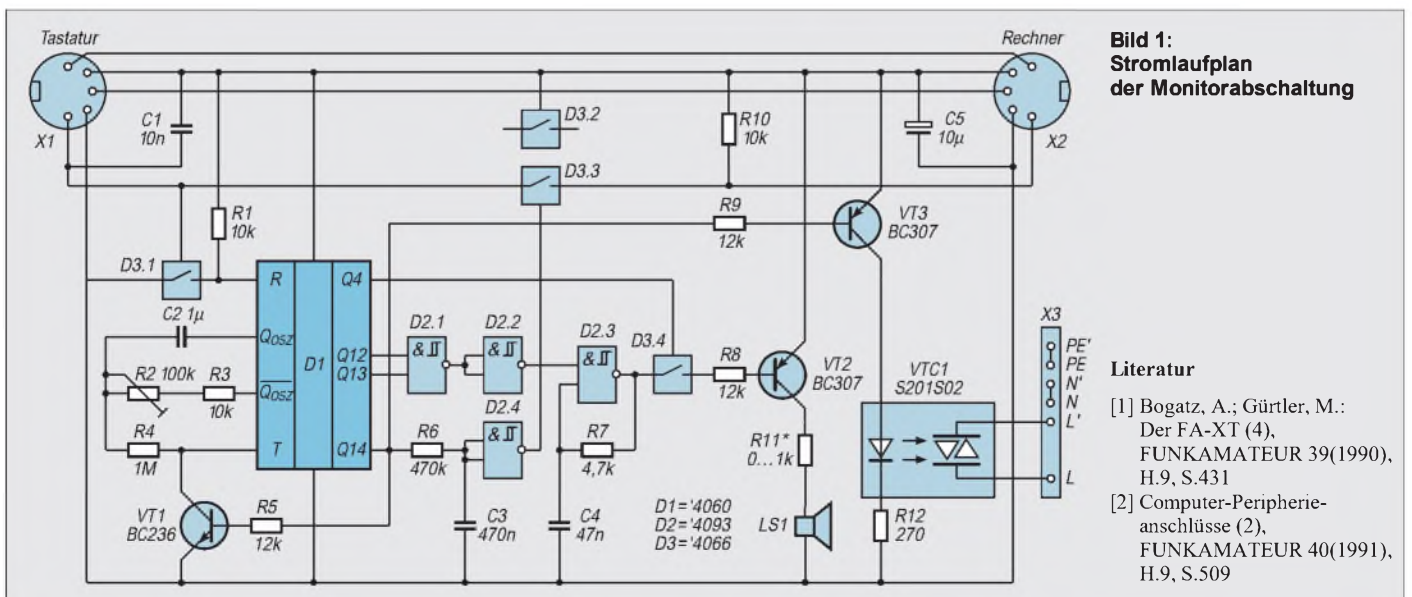 Tastatur
Rechner
Bild 1:
Stromlaufplan
der Monitorabschaltung
X1
C1
10n
D3.2
D3.3
R10
10k
C5
10µ
X2
R1
10k
R9
12k
VT3
BC307
D3.1
C2 1µ
R
Q4
QOSZ
D1
Q12
Q13
QOSZ
T
Q14
R2 100k
R3
10k
R4
1M
VT1
BC236
R5
12k
D2.1
&
D2.2
&
D2.3
&
D2.4
&
D3.4
R6
470k
R7
4,7k
C3
470n
C4
47n
R8
12k
VT2
BC307
R11*
0...1k
LS1
D1='4060
D2='4093
D3='4066
VTC1
S201S02
R12
270
X3
PE'
PE
N'
N
L'
L
Literatur
[1] Bogatz, A.; Gürtler, M.:
Der FA-XT (4),
FUNKAMATEUR 39(1990),
H.9, S.431
[2] Computer-Peripherie-
anschlüsse (2),
FUNKAMATEUR 40(1991),
H.9, S.509